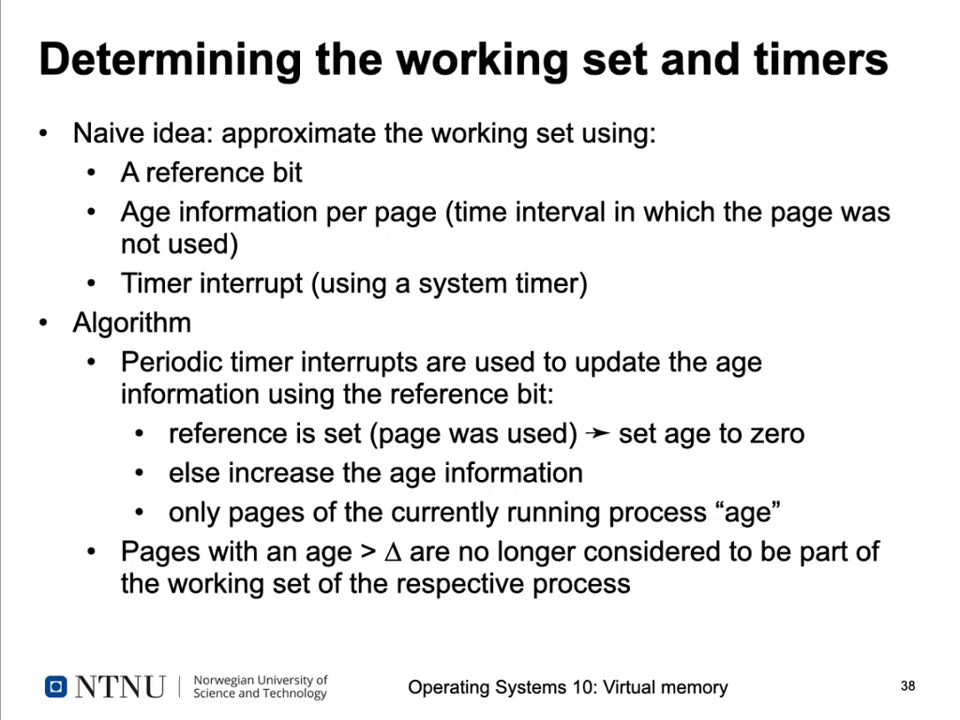 Determining the working set and timers
• Naive idea: approximate the working set using:
• A reference bit
• Age information per page (time interval in which the page was
not used)
• Timer interrupt (using a system timer)
• Algorithm
• Periodic timer interrupts are used to update the age
information using the reference bit:
• reference is set (page was used) ➛ set age to zero
• else increase the age information
• only pages of the currently running process “age”
• Pages with an age > Δ are no longer considered to be part of
the working set of the respective process
NTNU
Norwegian University of
Science and Technology
Operating Systems 10: Virtual memory
38